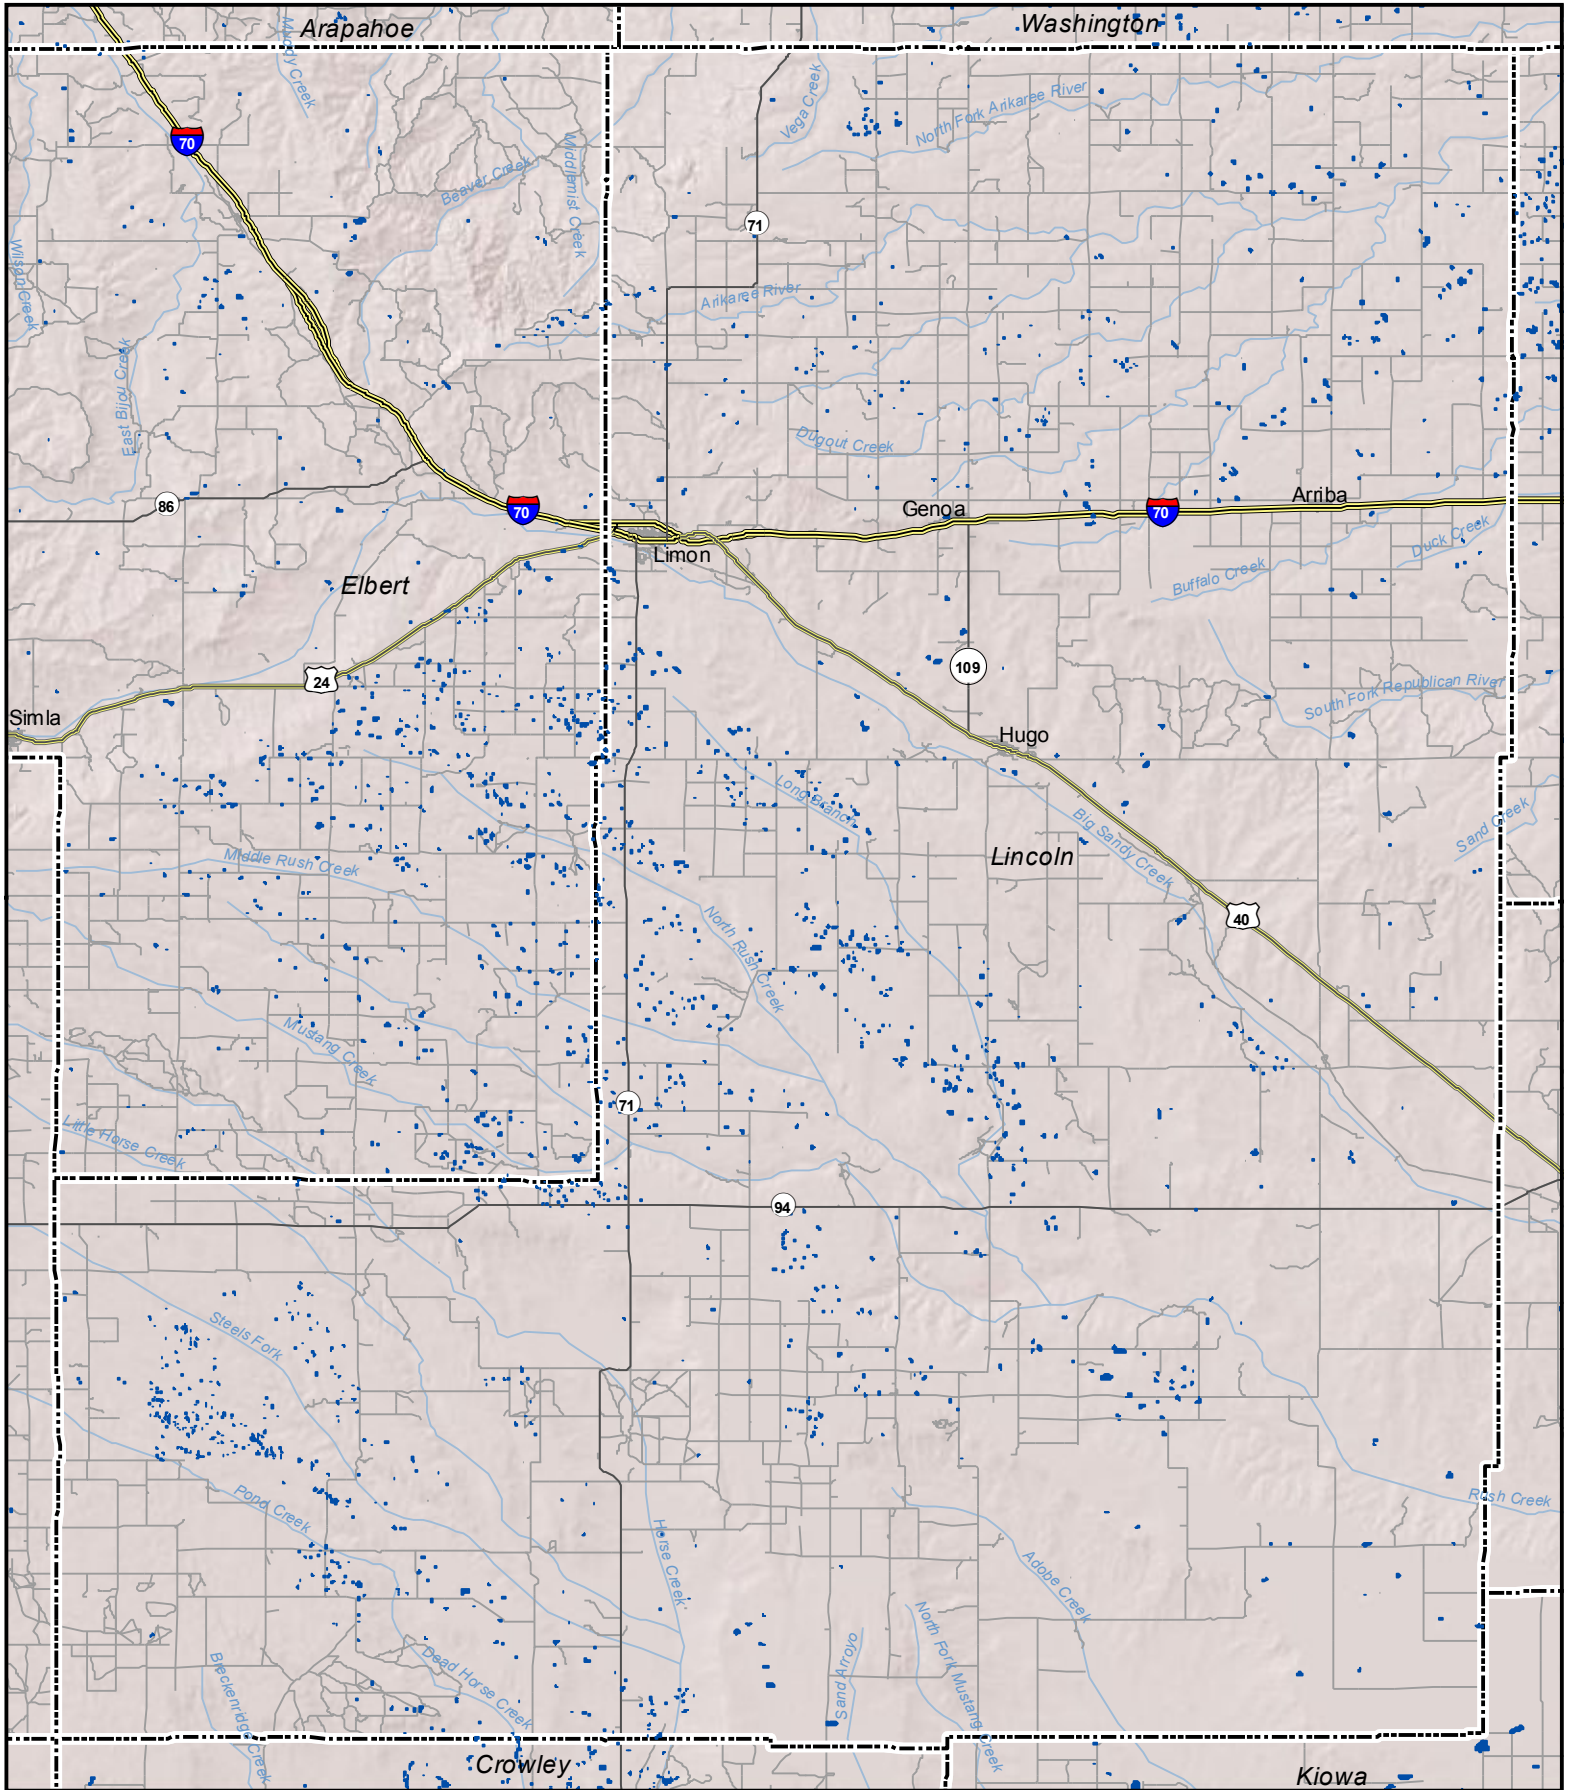 Arapahoe
Washington
Muddy Creek
Vega Creek
North Fork Arikaree River
70
Middlemist Creek
Beaver Creek
71
Wilson Creek
Arikaree River
East Bijou Creek
Dugout Creek
86
70
Genoa
70
Arriba
Limon
Duck Creek
Elbert
Buffalo Creek
109
24
South Fork Republican River
Simla
Hugo
Long Branch
Big Sandy Creek
Sand Creek
Middle Rush Creek
Lincoln
North Rush Creek
40
Mustang Creek
71
Little Horse Creek
94
Steels Fork
Pond Creek
Rush Creek
Horse Creek
Adobe Creek
North Fork Mustang Creek
Sand Arroyo
Breckenridge Creek
Dead Horse Creek
Crowley
Kiowa